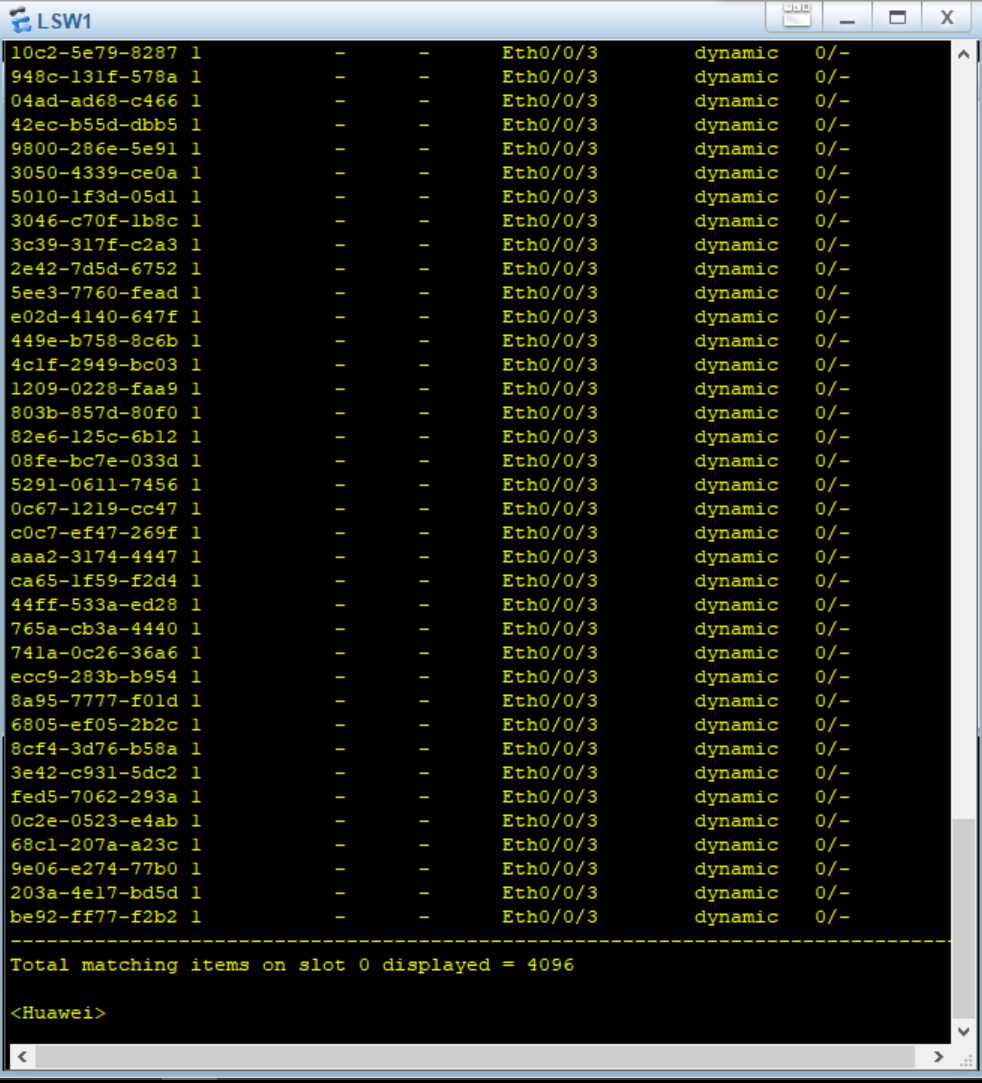 LSW1
10c2-5e79-8287 1 - - Eth0/0/3 dynamic 0/-
948c-131f-578a 1 - - Eth0/0/3 dynamic 0/-
04ad-ad68-c466 1 - - Eth0/0/3 dynamic 0/-
42ec-b55d-dbb5 1 - - Eth0/0/3 dynamic 0/-
9800-286e-5e91 1 - - Eth0/0/3 dynamic 0/-
3050-4339-ce0a 1 - - Eth0/0/3 dynamic 0/-
5010-1f3d-05d1 1 - - Eth0/0/3 dynamic 0/-
3046-c70f-1b8c 1 - - Eth0/0/3 dynamic 0/-
3c39-317f-c2a3 1 - - Eth0/0/3 dynamic 0/-
2e42-7d5d-6752 1 - - Eth0/0/3 dynamic 0/-
5ee3-7760-fead 1 - - Eth0/0/3 dynamic 0/-
e02d-4140-647f 1 - - Eth0/0/3 dynamic 0/-
449e-b758-8c6b 1 - - Eth0/0/3 dynamic 0/-
4c1f-2949-bc03 1 - - Eth0/0/3 dynamic 0/-
1209-0228-faa9 1 - - Eth0/0/3 dynamic 0/-
803b-857d-80f0 1 - - Eth0/0/3 dynamic 0/-
82e6-125c-6b12 1 - - Eth0/0/3 dynamic 0/-
08fe-bc7e-033d 1 - - Eth0/0/3 dynamic 0/-
5291-0611-7456 1 - - Eth0/0/3 dynamic 0/-
0c67-1219-cc47 1 - - Eth0/0/3 dynamic 0/-
c0c7-ef47-269f 1 - - Eth0/0/3 dynamic 0/-
aaa2-3174-4447 1 - - Eth0/0/3 dynamic 0/-
ca65-1f59-f2d4 1 - - Eth0/0/3 dynamic 0/-
44ff-533a-ed28 1 - - Eth0/0/3 dynamic 0/-
765a-cb3a-4440 1 - - Eth0/0/3 dynamic 0/-
741a-0c26-36a6 1 - - Eth0/0/3 dynamic 0/-
ecc9-283b-b954 1 - - Eth0/0/3 dynamic 0/-
8a95-7777-f01d 1 - - Eth0/0/3 dynamic 0/-
6805-ef05-2b2c 1 - - Eth0/0/3 dynamic 0/-
8cf4-3d76-b58a 1 - - Eth0/0/3 dynamic 0/-
3e42-c931-5dc2 1 - - Eth0/0/3 dynamic 0/-
fed5-7062-293a 1 - - Eth0/0/3 dynamic 0/-
0c2e-0523-e4ab 1 - - Eth0/0/3 dynamic 0/-
68c1-207a-a23c 1 - - Eth0/0/3 dynamic 0/-
9e06-e274-77b0 1 - - Eth0/0/3 dynamic 0/-
203a-4e17-bd5d 1 - - Eth0/0/3 dynamic 0/-
be92-ff77-f2b2 1 - - Eth0/0/3 dynamic 0/-
-------------------------------------------------------------------------------
Total matching items on slot 0 displayed = 4096
<Huawei>